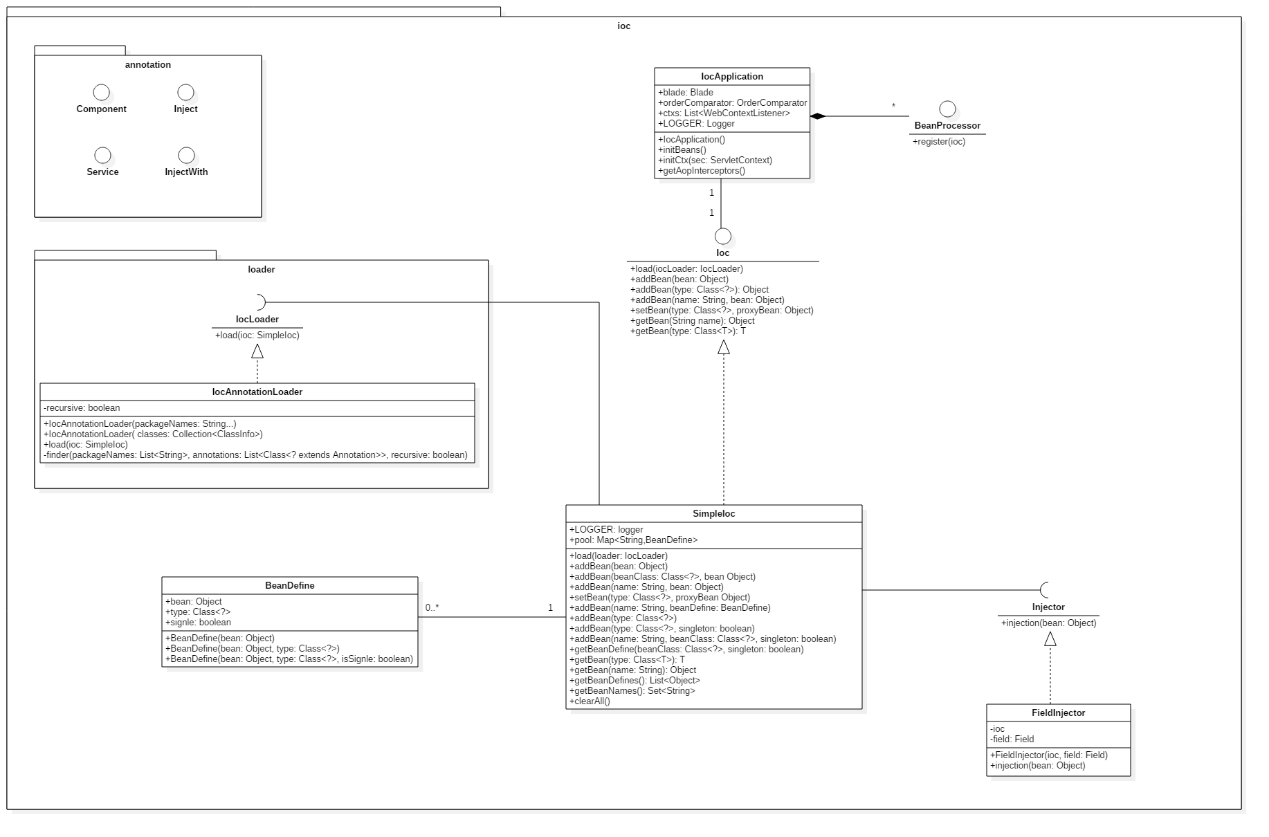 ioc
annotation
Component
Inject
Service
InjectWith
IocApplication
+blade: Blade
+orderComparator: OrderComparator
+ctxs: List<WebContextListener>
+LOGGER: Logger
+IocApplication()
+initBeans()
+initCtx(sec: ServletContext)
+getAopInterceptors()
*
BeanProcessor
+register(ioc)
1
1
Ioc
+load(iocLoader: IocLoader)
+addBean(bean: Object)
+addBean(type: Class<?>): Object
+addBean(name: String, bean: Object)
+setBean(type: Class<?>, proxyBean: Object)
+getBean(String name): Object
+getBean(type: Class<T>): T
loader
IocLoader
+load(ioc: SimpleIoc)
IocAnnotationLoader
-recursive: boolean
+IocAnnotationLoader(packageNames: String...)
+IocAnnotationLoader( classes: Collection<ClassInfo>)
+load(ioc: SimpleIoc)
-finder(packageNames: List<String>, annotations: List<Class<? extends Annotation>>, recursive: boolean)
SimpleIoc
+LOGGER: logger
+pool: Map<String,BeanDefine>
+load(loader: IocLoader)
+addBean(bean: Object)
+addBean(beanClass: Class<?>, bean Object)
+addBean(name: String, bean: Object)
+setBean(type: Class<?>, proxyBean Object)
+addBean(name: String, beanDefine: BeanDefine)
+addBean(type: Class<?>)
+addBean(type: Class<?>, singleton: boolean)
+addBean(name: String, beanClass: Class<?>, singleton: boolean)
+getBeanDefine(beanClass: Class<?>, singleton: boolean)
+getBean(type: Class<T>): T
+getBean(name: String): Object
+getBeanDefines(): List<Object>
+getBeanNames(): Set<String>
+clearAll()
BeanDefine
+bean: Object
+type: Class<?>
+signle: boolean
+BeanDefine(bean: Object)
+BeanDefine(bean: Object, type: Class<?>)
+BeanDefine(bean: Object, type: Class<?>, isSignle: boolean)
0..*
1
Injector
+injection(bean: Object)
FieldInjector
-ioc
-field: Field
+FieldInjector(ioc, field: Field)
+injection(bean: Object)